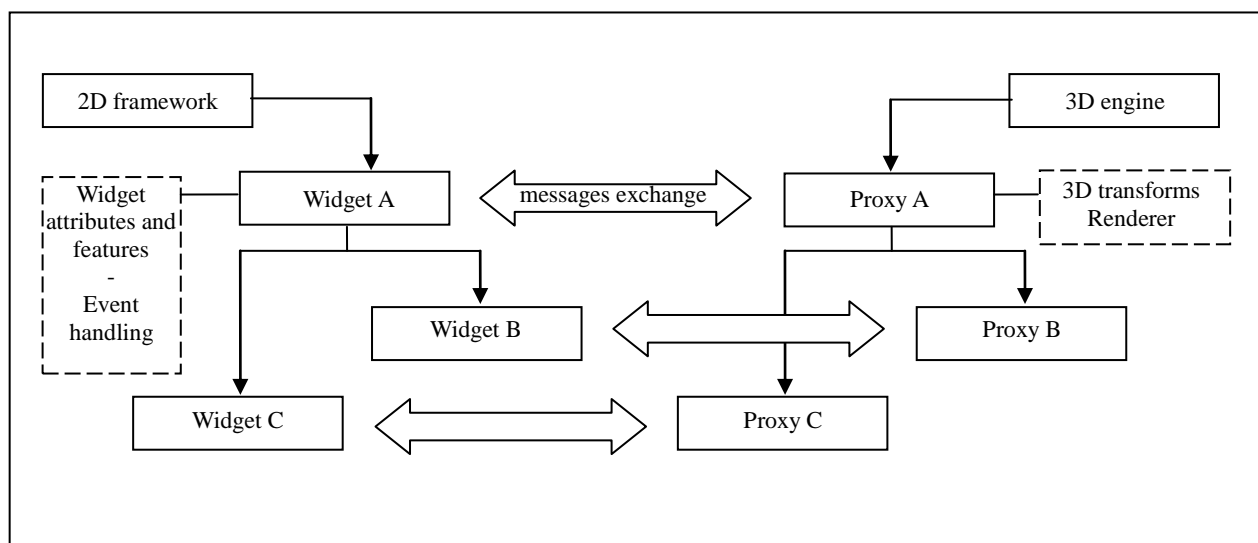 2D framework
3D engine
Widget A
messages exchange
Proxy A
Widget
attributes and
features
-
Event
handling
3D transforms
Renderer
Widget B
Proxy B
Widget C
Proxy C